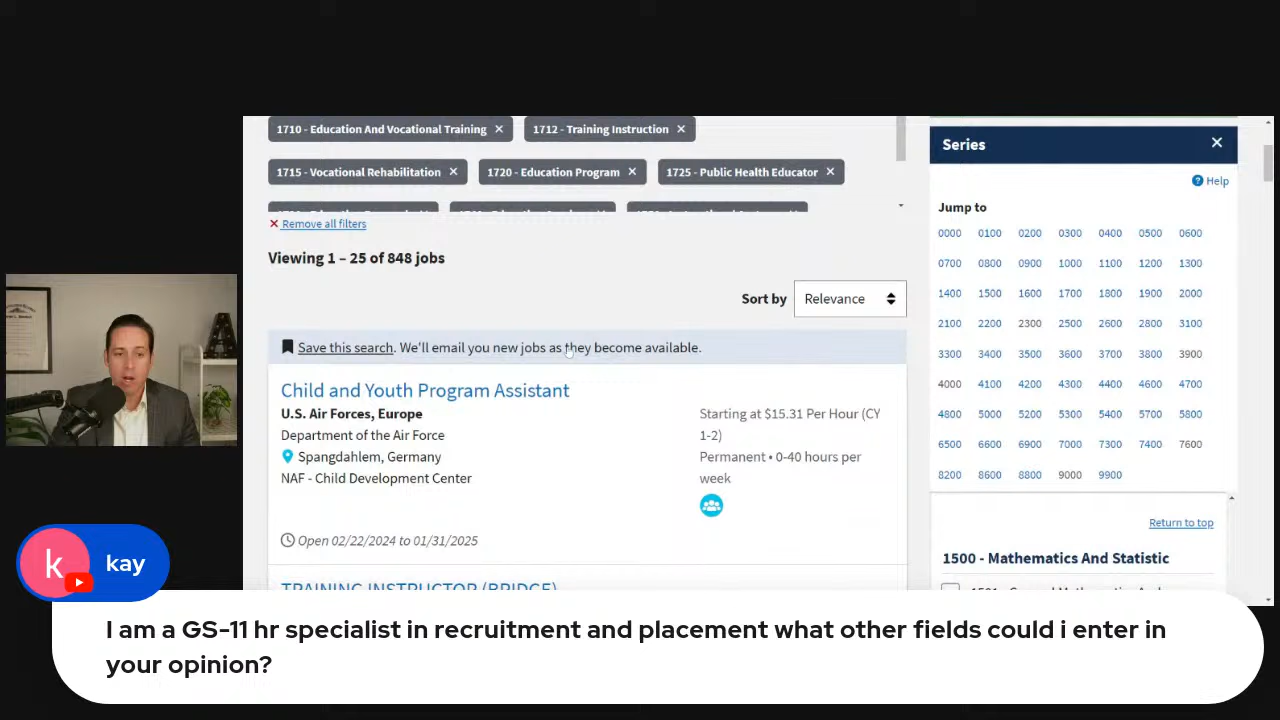 1710 - Education And Vocational Training ×
1712 - Training Instruction ×
1715 - Vocational Rehabilitation ×
1720 - Education Program ×
1725 - Public Health Educator ×
Remove all filters
Viewing 1 – 25 of 848 jobs
Sort by
Relevance
Save this search. We'll email you new jobs as they become available.
Child and Youth Program Assistant
U.S. Air Forces, Europe
Department of the Air Force
Spangdahlem, Germany
NAF - Child Development Center
Starting at $15.31 Per Hour (CY
1-2)
Permanent • 0-40 hours per
week
Open 02/22/2024 to 01/31/2025
TRAINING INSTRUCTOR (BRIDGE)
Series
Help
Jump to
0000 0100 0200 0300 0400 0500 0600
0700 0800 0900 1000 1100 1200 1300
1400 1500 1600 1700 1800 1900 2000
2100 2200 2300 2500 2600 2800 3100
3300 3400 3500 3600 3700 3800 3900
4000 4100 4200 4300 4400 4600 4700
4800 5000 5200 5300 5400 5700 5800
6500 6600 6900 7000 7300 7400 7600
8200 8600 8800 9000 9900
Return to top
1500 - Mathematics And Statistic
k
kay
I am a GS-11 hr specialist in recruitment and placement what other fields could i enter in
your opinion?